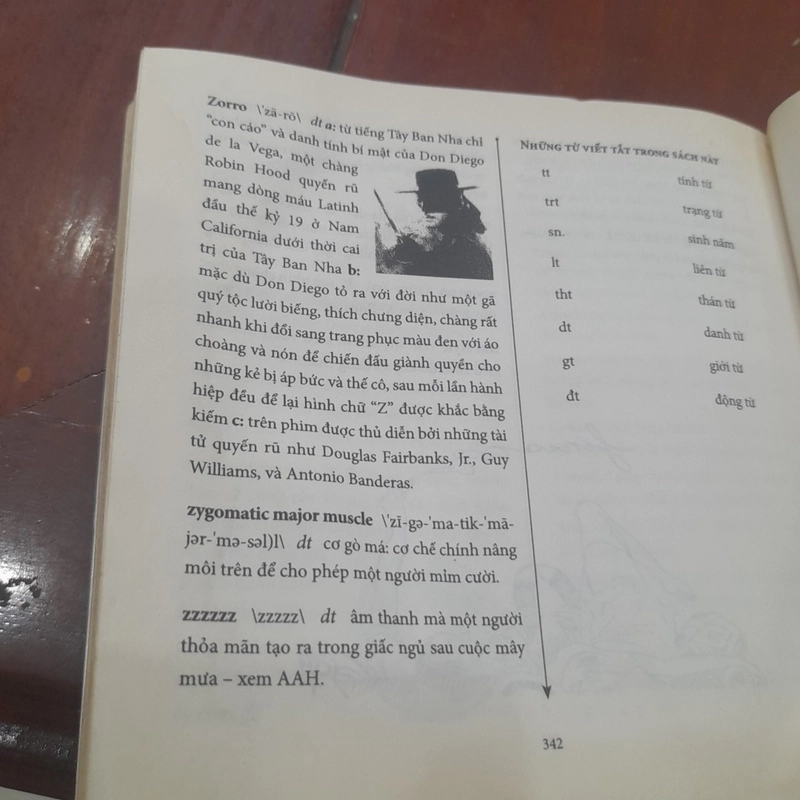 Zorro \'zä-rō\ dt a: từ tiếng Tây Ban Nha chỉ
"con cáo" và danh tính bí mật của Don Diego
de la Vega, một chàng
Robin Hood quyến rũ
mang dòng máu Latinh
đầu thế kỷ 19 ở Nam
California dưới thời cai
trị của Tây Ban Nha b:
mặc dù Don Diego tỏ ra với đời như một gã
quý tộc lười biếng, thích chưng diện, chàng rất
nhanh khi đổi sang trang phục màu đen với áo
choàng và nón để chiến đấu giành quyền cho
những kẻ bị áp bức và thế cô, sau mỗi lần hành
hiệp đều để lại hình chữ "Z" được khắc bằng
kiếm c: trên phim được thủ diễn bởi những tài
tử quyến rũ như Douglas Fairbanks, Jr., Guy
Williams, và Antonio Banderas.
zygomatic major muscle \'zī-gə-'ma-tik-'mā-
jər-'mə-səl)l\ dt cơ gò má: cơ chế chính nâng
môi trên để cho phép một người mỉm cười.
zzzzzz \zzzzz\ dt âm thanh mà một người
thỏa mãn tạo ra trong giấc ngủ sau cuộc mây
mưa – xem AAH.
NHỮNG TỪ VIẾT TẮT TRONG SÁCH NÀY
tt tính từ
trt trạng từ
sn. sinh năm
lt liên từ
tht thán từ
dt danh từ
gt giới từ
đt động từ
342